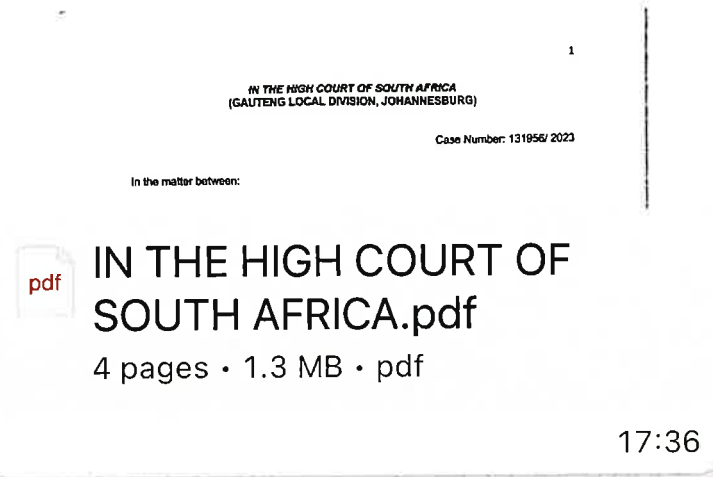 1
IN THE HIGH COURT OF SOUTH AFRICA
(GAUTENG LOCAL DIVISION, JOHANNESBURG)
Case Number: 131956/ 2023
In the matter between:
pdf
IN THE HIGH COURT OF
SOUTH AFRICA.pdf
4 pages • 1.3 MB • pdf
17:36